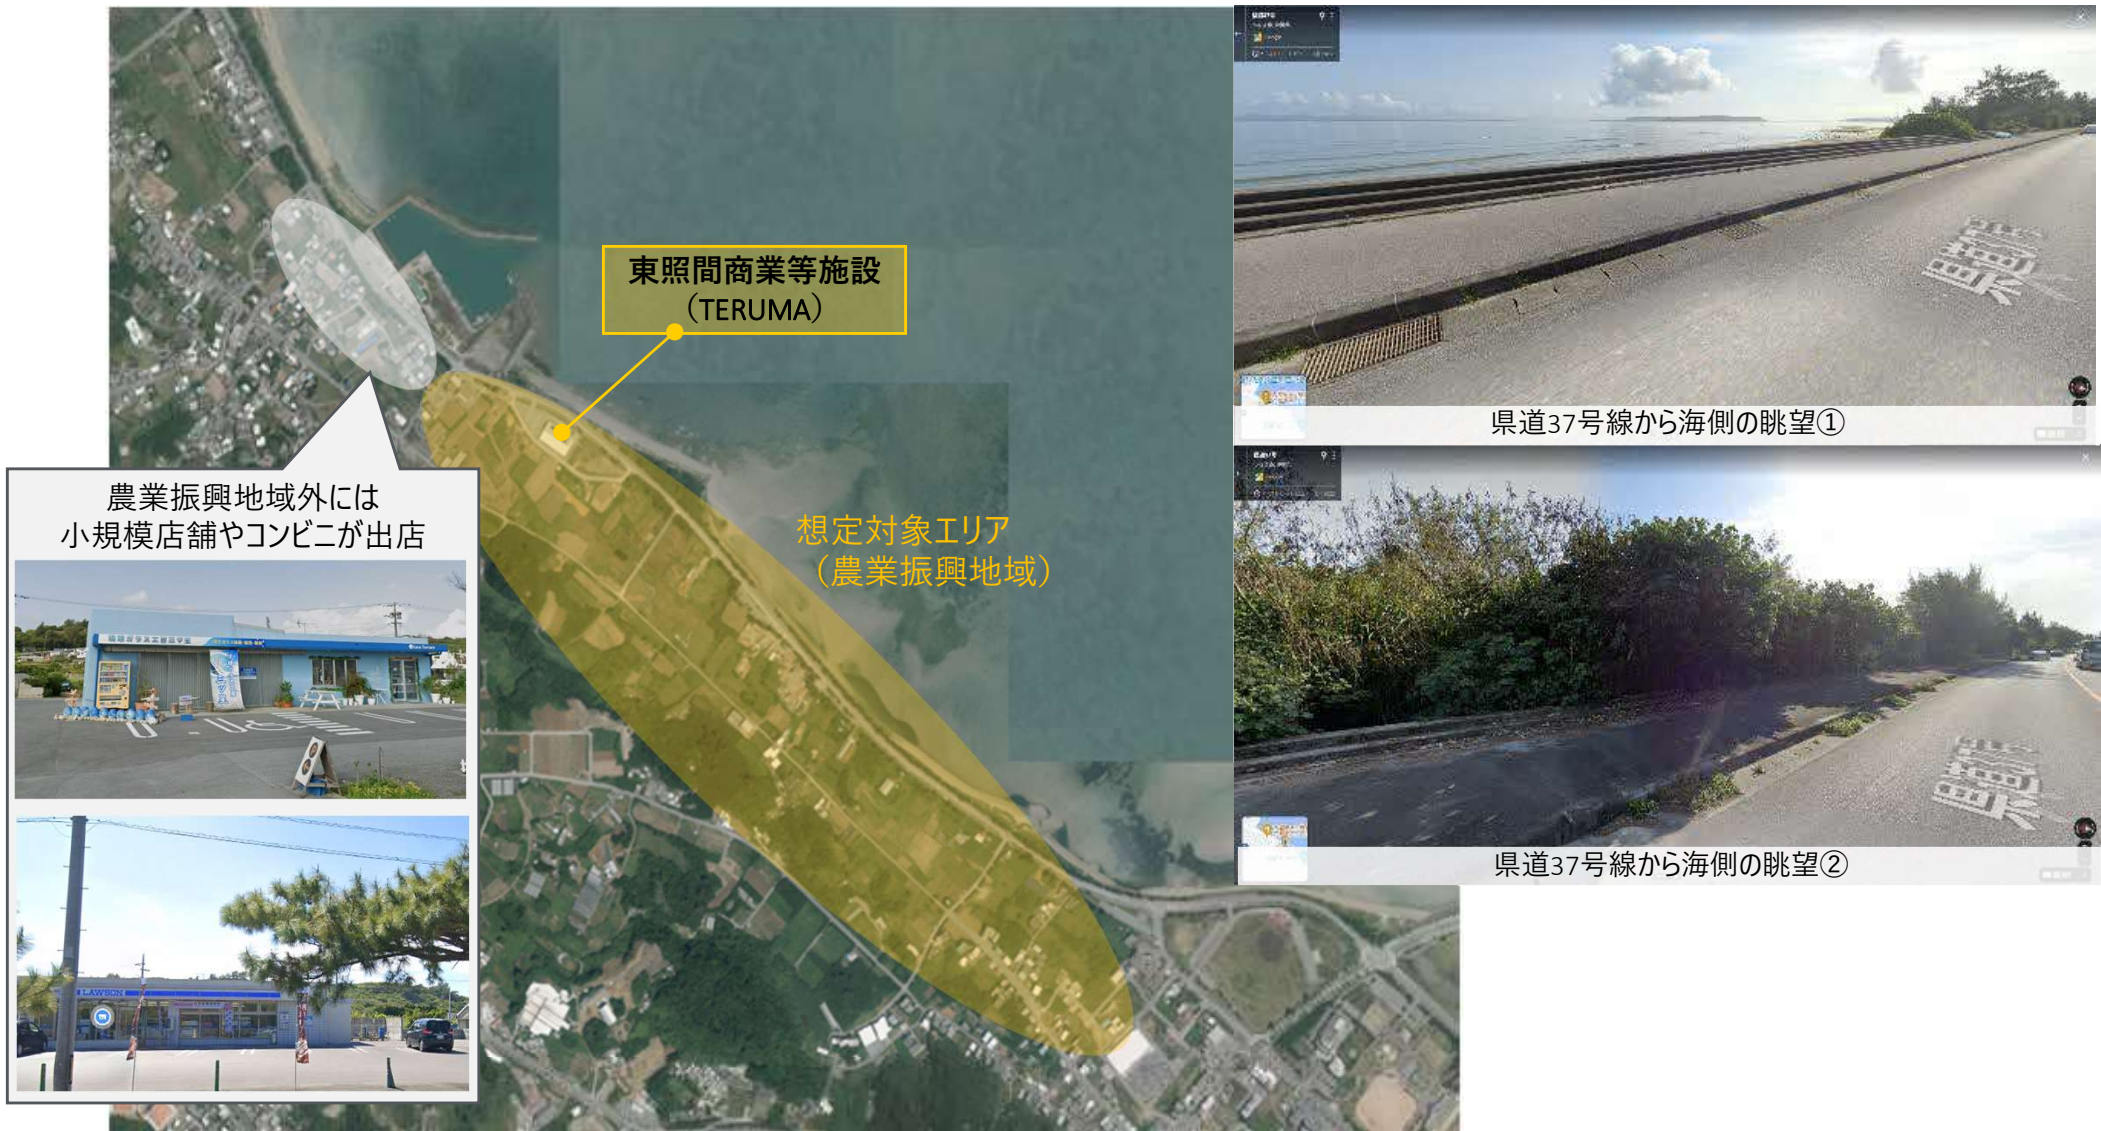 東照間商業等施設
（TERUMA）
想定対象エリア
（農業振興地域）
農業振興地域外には
小規模店舗やコンビニが出店
LAWSON
県道37号線から海側の眺望①
県道37号線から海側の眺望②